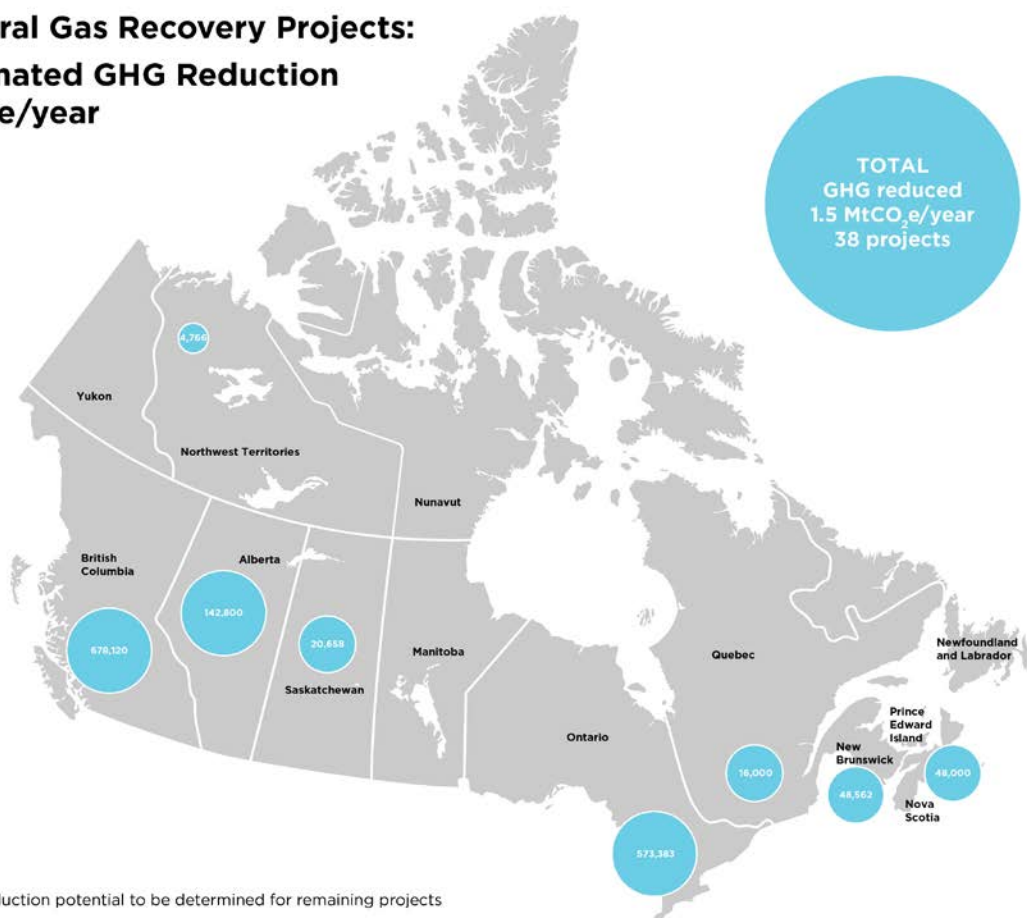 ral Gas Recovery Projects:
nated GHG Reduction
e/year
TOTAL
GHG reduced
1.5 MtCO₂e/year
38 projects
4,766
Yukon
Northwest Territories
Nunavut
British
Columbia
Alberta
142,800
678,120
20,658
Saskatchewan
Manitoba
Ontario
Quebec
Newfoundland
and Labrador
Prince
Edward
Island
New
Brunswick
16,000
48,562
48,000
Nova
Scotia
573,383
uction potential to be determined for remaining projects